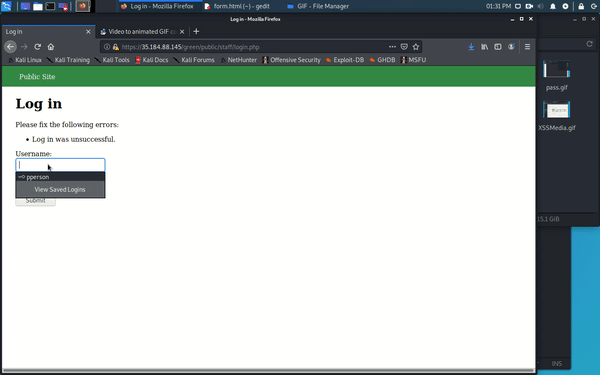 Log in - Mozilla Firefox
form.html (~) - gedit
GIF - File Manager
01:31 PM
Log in - Mozilla Firefox
Log in
Video to animated GIF
https://35.184.88.145/green/public/staff/login.php
Kali Linux
Kali Training
Kali Tools
Kali Docs
Kali Forums
NetHunter
Offensive Security
Exploit-DB
GHDB
MSFU
Public Site
Log in
Please fix the following errors:
Log in was unsuccessful.
Username:
pperson
View Saved Logins
Submit
pass.gif
XSSMedia.gif
15.1 GiB
INS